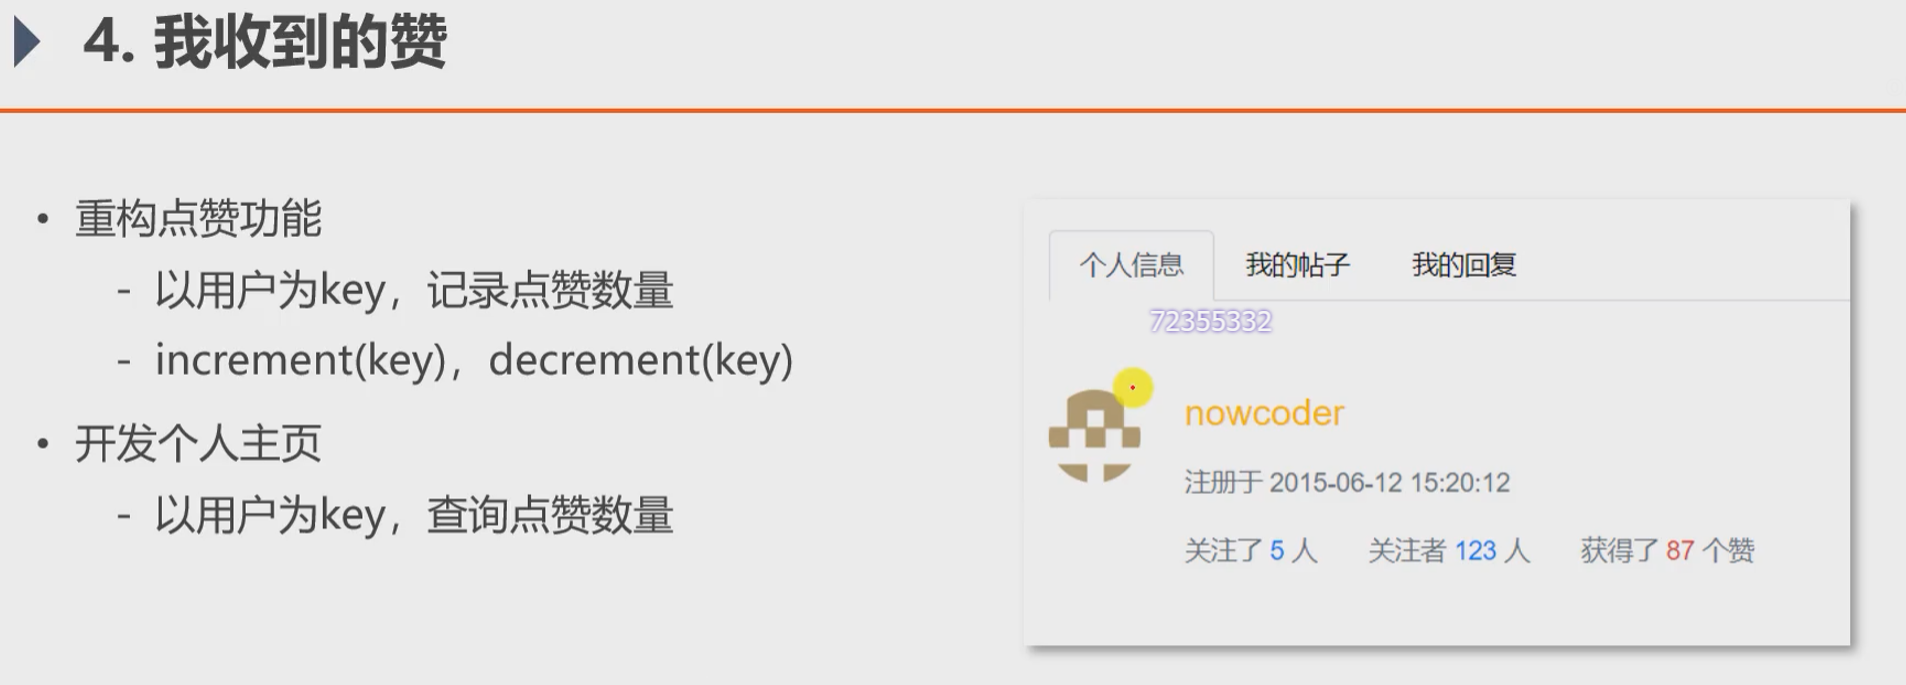 4. 我收到的赞
• 重构点赞功能
- 以用户为key，记录点赞数量
- increment(key)，decrement(key)
• 开发个人主页
- 以用户为key，查询点赞数量
个人信息 我的帖子 我的回复
72355332
nowcoder
注册于 2015-06-12 15:20:12
关注了 5 人 关注者 123 人 获得了 87 个赞